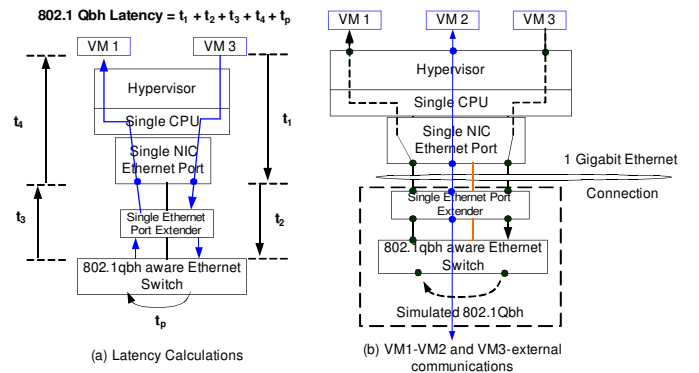 802.1 Qbh Latency = t1 + t2 + t3 + t4 + tp
VM 1
VM 3
Hypervisor
Single CPU
Single NIC
Ethernet Port
Single Ethernet
Port Extender
802.1qbh aware Ethernet
Switch
t4
t3
t1
t2
tp
(a) Latency Calculations
VM 1
VM 2
VM 3
Hypervisor
Single CPU
Single NIC
Ethernet Port
1 Gigabit Ethernet
Connection
Single Ethernet Port
Extender
802.1qbh aware Ethernet
Switch
Simulated 802.1Qbh
(b) VM1-VM2 and VM3-external
communications